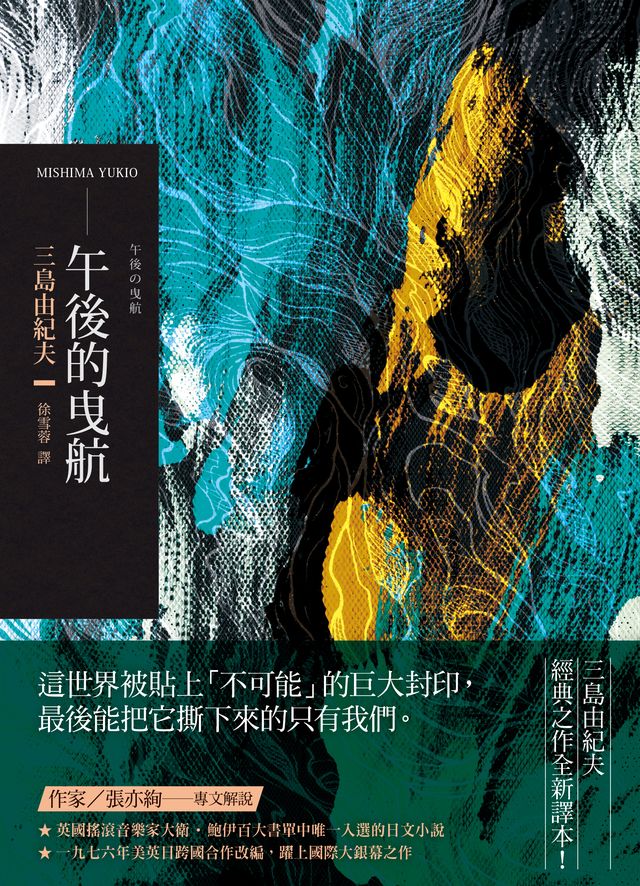 MISHIMA YUKIO
午後の曳航
午後的曳航
三島由紀夫
徐雪蓉 譯
這世界被貼上「不可能」的巨大封印，
最後能把它撕下來的只有我們。
三島由紀夫
經典之作全新譯本！
作家／張亦絢——專文解說
★英國搖滾音樂家大衛・鮑伊百大書單中唯一入選的日文小說
★一九七六年美英日跨國合作改編，躍上國際大銀幕之作